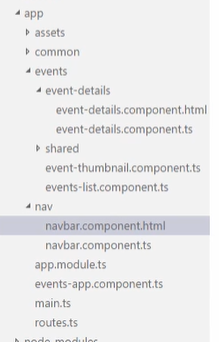 app
assets
common
events
event-details
event-details.component.html
event-details.component.ts
shared
event-thumbnail.component.ts
events-list.component.ts
nav
navbar.component.html
navbar.component.ts
app.module.ts
events-app.component.ts
main.ts
routes.ts
node_modules